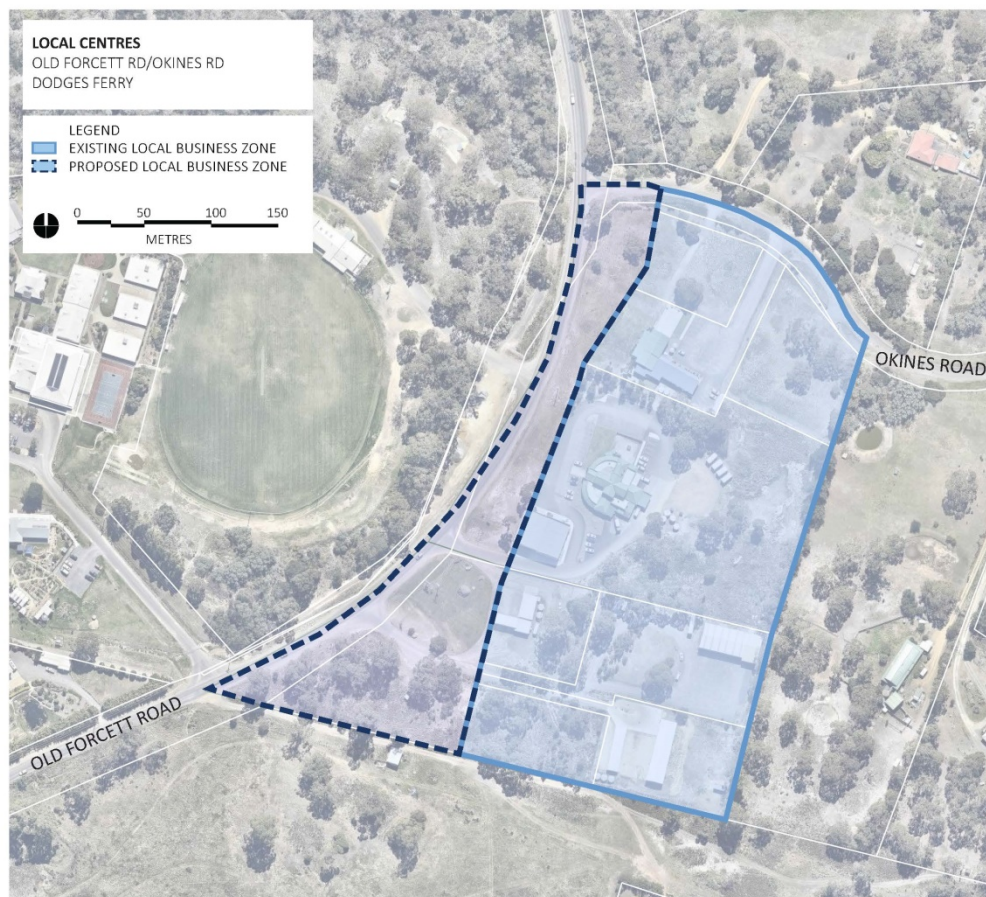 LOCAL CENTRES
OLD FORCETT RD/OKINES RD
DODGES FERRY
LEGEND
EXISTING LOCAL BUSINESS ZONE
PROPOSED LOCAL BUSINESS ZONE
0 50 100 150
METRES
OKINES ROAD
OLD FORCETT ROAD